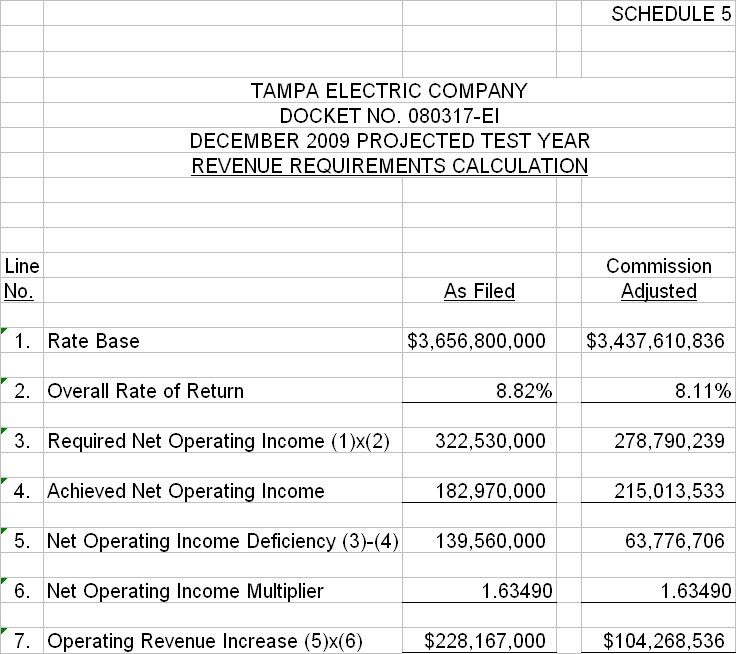 SCHEDULE 5
TAMPA ELECTRIC COMPANY
DOCKET NO. 080317-EI
DECEMBER 2009 PROJECTED TEST YEAR
REVENUE REQUIREMENTS CALCULATION
Line Commission
No. As Filed Adjusted
1. Rate Base $3,656,800,000 $3,437,610,836
2. Overall Rate of Return 8.82% 8.11%
3. Required Net Operating Income (1)x(2) 322,530,000 278,790,239
4. Achieved Net Operating Income 182,970,000 215,013,533
5. Net Operating Income Deficiency (3)-(4) 139,560,000 63,776,706
6. Net Operating Income Multiplier 1.63490 1.63490
7. Operating Revenue Increase (5)x(6) $228,167,000 $104,268,536